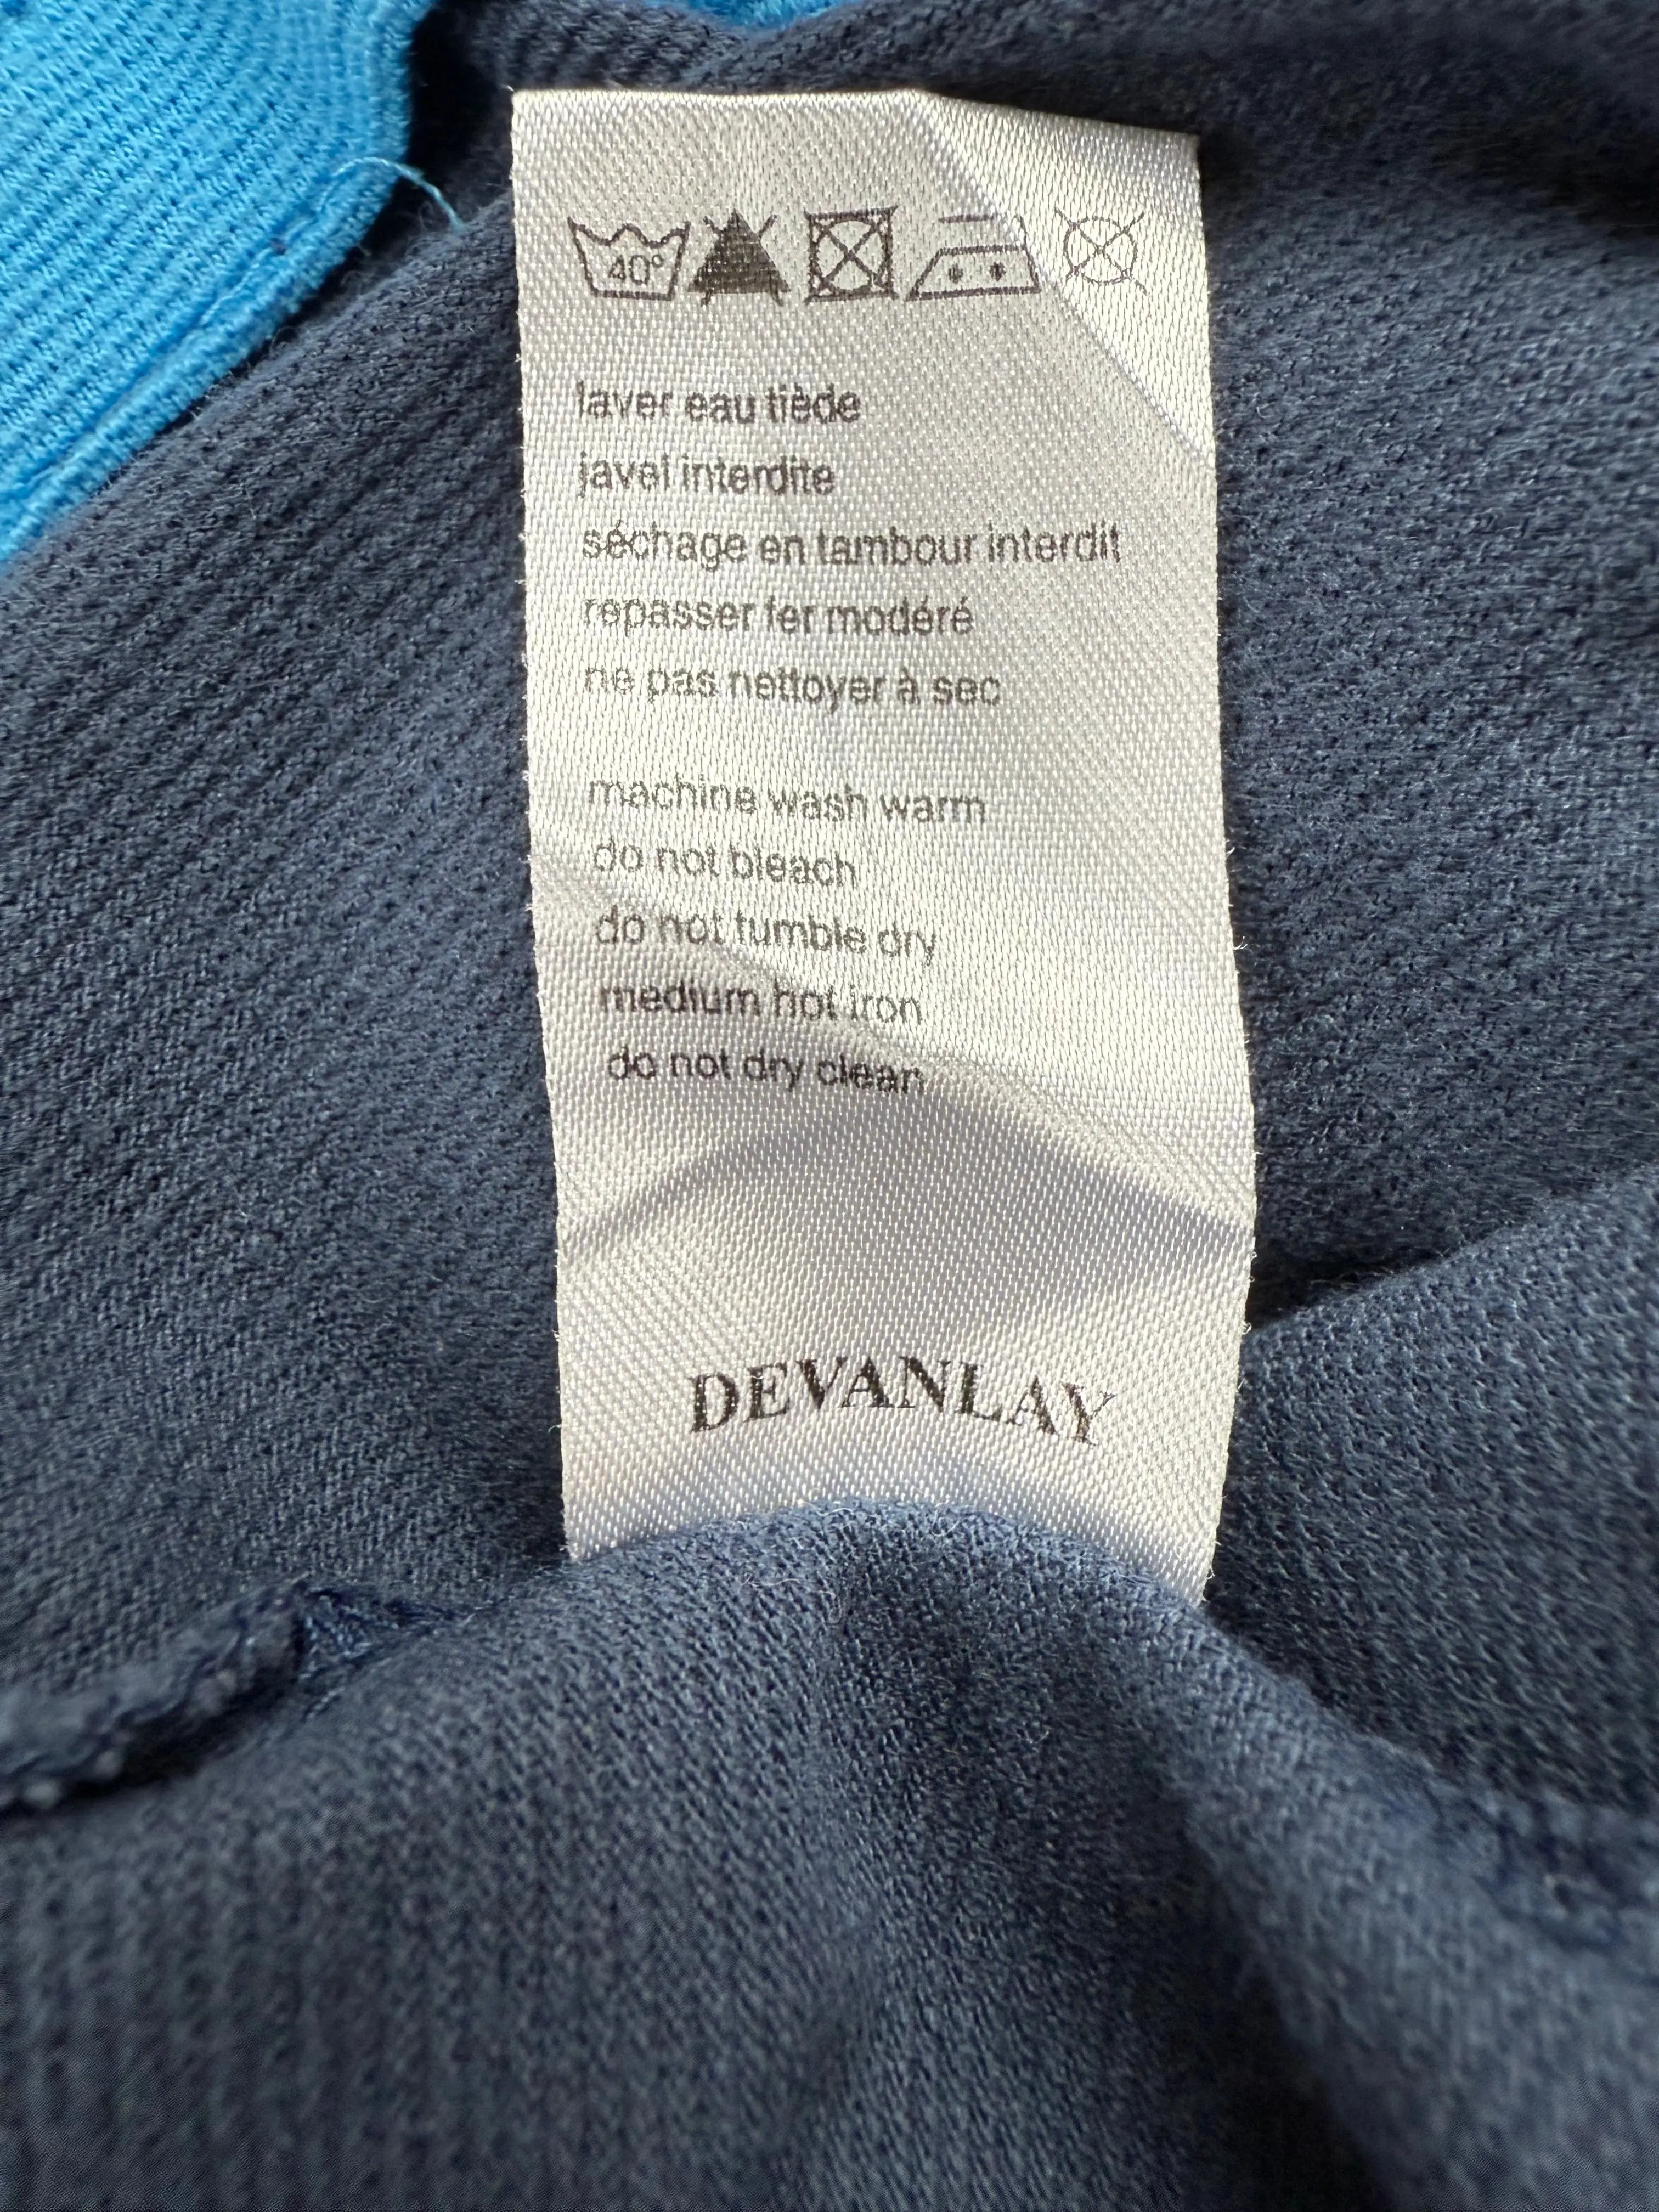 40°
laver eau tiède
javel interdite
séchage en tambour interdit
repasser fer modéré
ne pas nettoyer à sec
machine wash warm
do not bleach
do not tumble dry
medium hot iron
do not dry clean
DEVANLAY